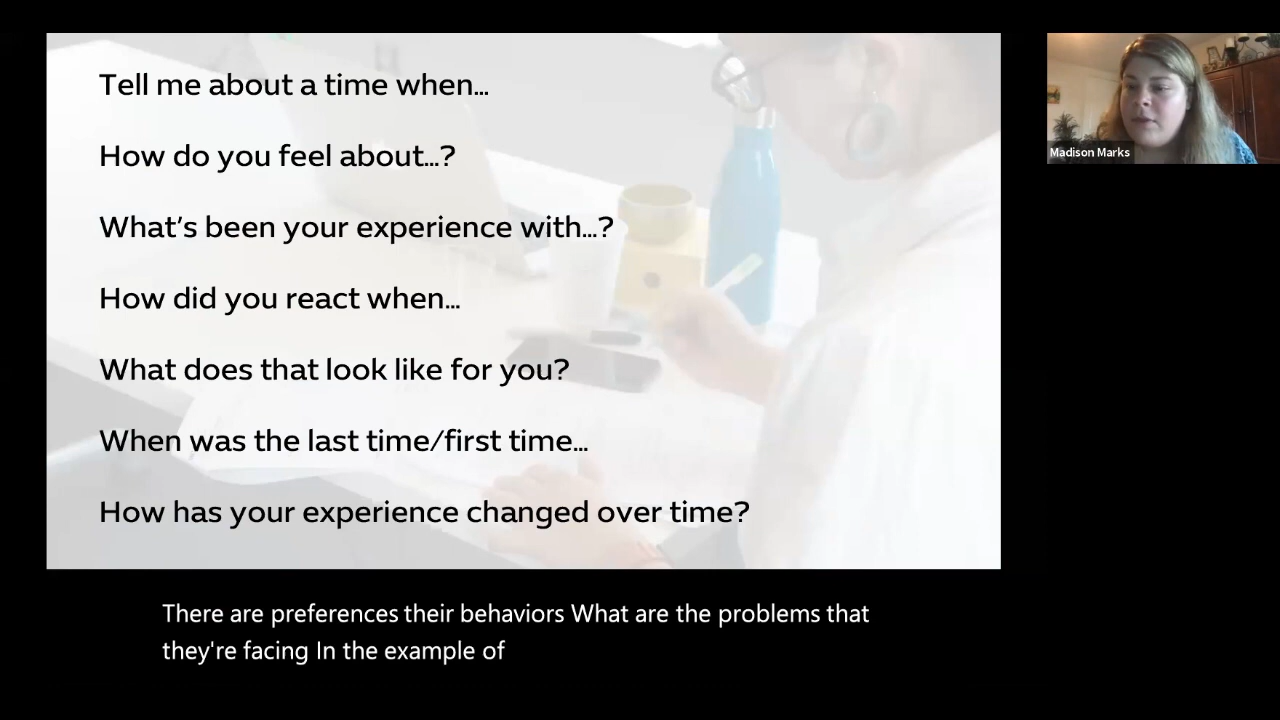 Tell me about a time when...
How do you feel about...?
What's been your experience with...?
How did you react when...
What does that look like for you?
When was the last time/first time...
How has your experience changed over time?
Madison Marks
There are preferences their behaviors What are the problems that
they're facing In the example of